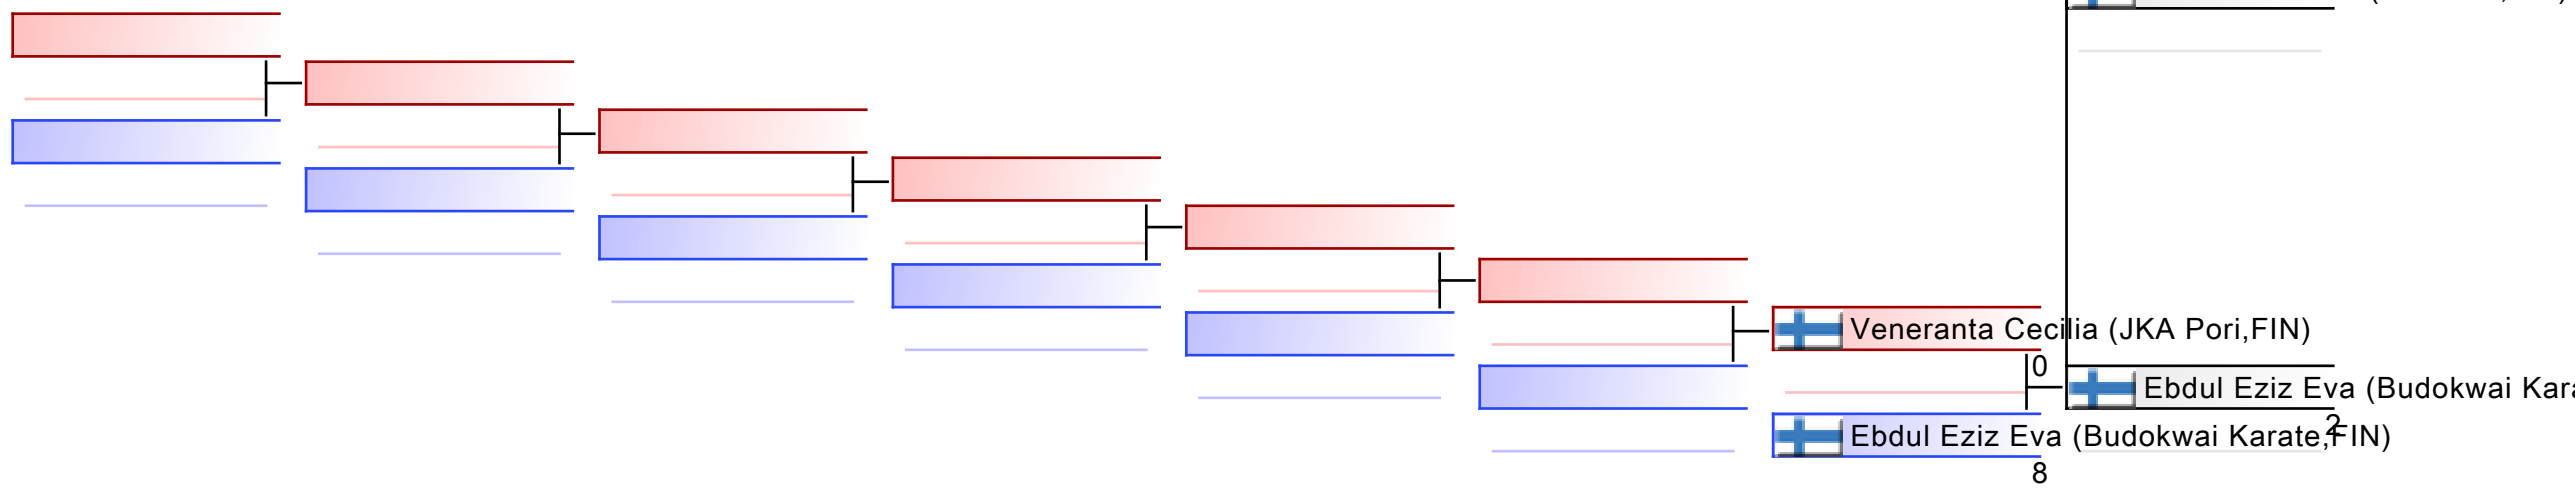 Veneranta Cecilia (JKA Pori,FIN)
0
Ebdul Eziz Eva (Budokwai Kara
2
Ebdul Eziz Eva (Budokwai Karate,FIN)
8